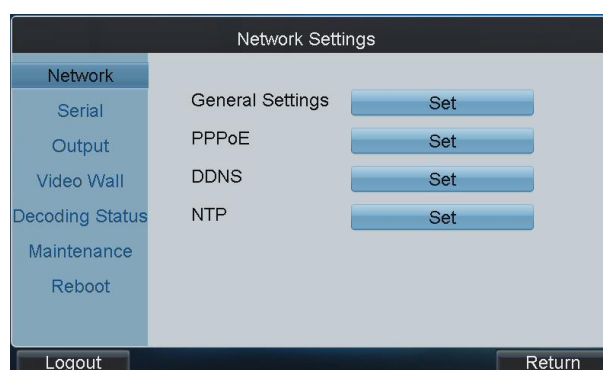 Network Settings
Network
Serial
Output
Video Wall
Decoding Status
Maintenance
Reboot
General Settings Set
PPPoE Set
DDNS Set
NTP Set
Logout Return